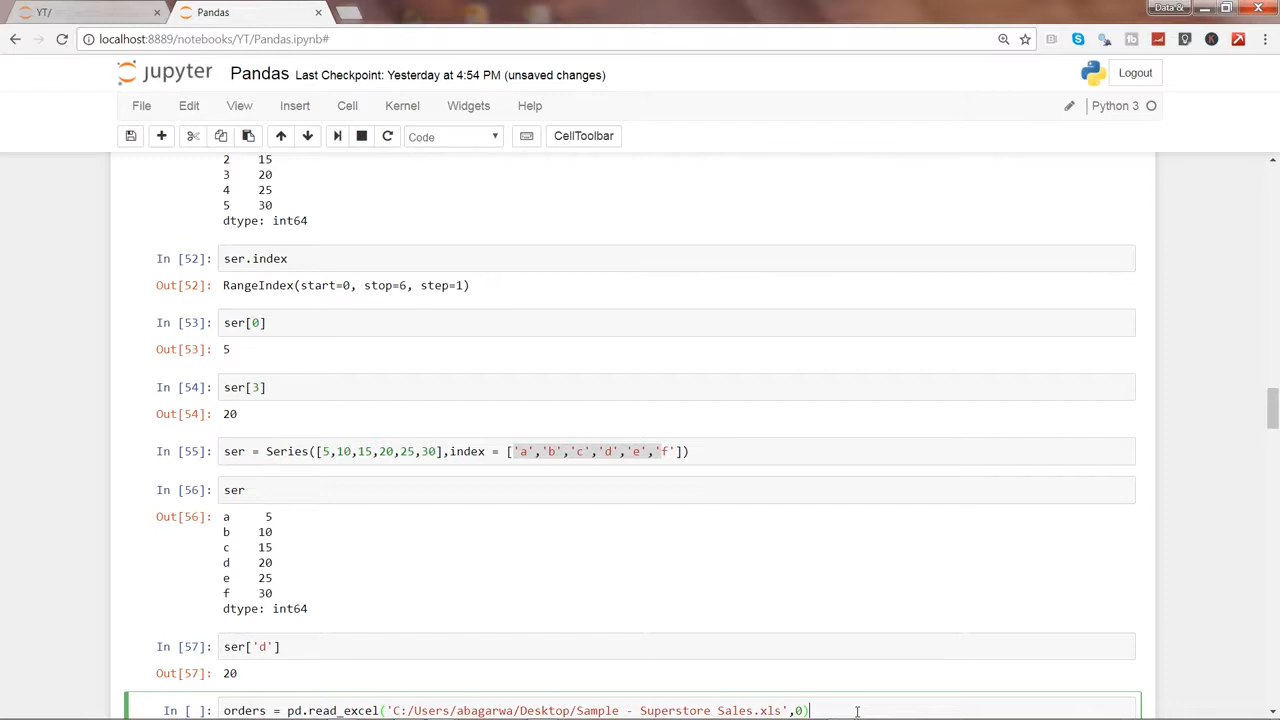 YT/ × Pandas × Data &
localhost:8889/notebooks/YT/Pandas.ipynb#
jupyter Pandas Last Checkpoint: Yesterday at 4:54 PM (unsaved changes) Logout
File Edit View Insert Cell Kernel Widgets Help Python 3
Code CellToolbar
2 15
3 20
4 25
5 30
dtype: int64
In [52]: ser.index
Out[52]: RangeIndex(start=0, stop=6, step=1)
In [53]: ser[0]
Out[53]: 5
In [54]: ser[3]
Out[54]: 20
In [55]: ser = Series([5,10,15,20,25,30],index = ['a','b','c','d','e','f'])
In [56]: ser
Out[56]: a 5
b 10
c 15
d 20
e 25
f 30
dtype: int64
In [57]: ser['d']
Out[57]: 20
In [ ]: orders = pd.read_excel('C:/Users/abagarwa/Desktop/Sample - Superstore Sales.xls',0)